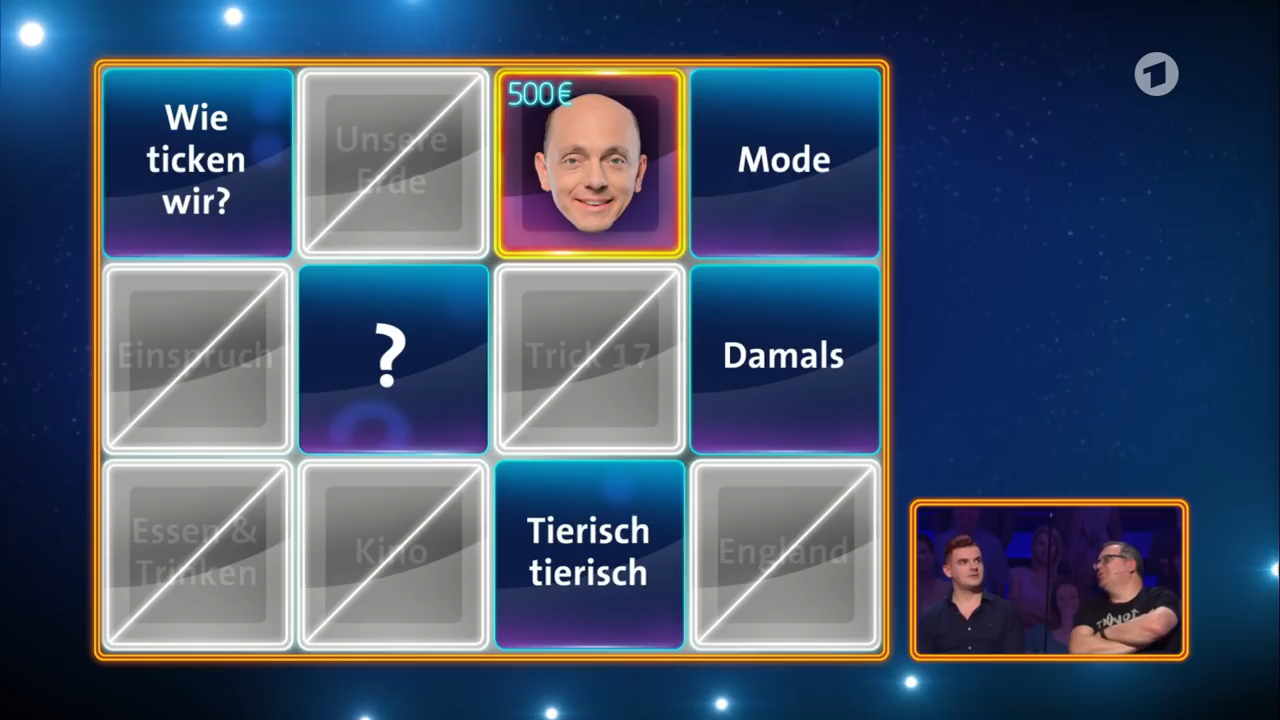 Wie
ticken
wir?
Unsere
Erde
500€
Mode
1
Einspruch
?
Trick 17
Damals
Essen &
Trinken
Kino
Tierisch
tierisch
England